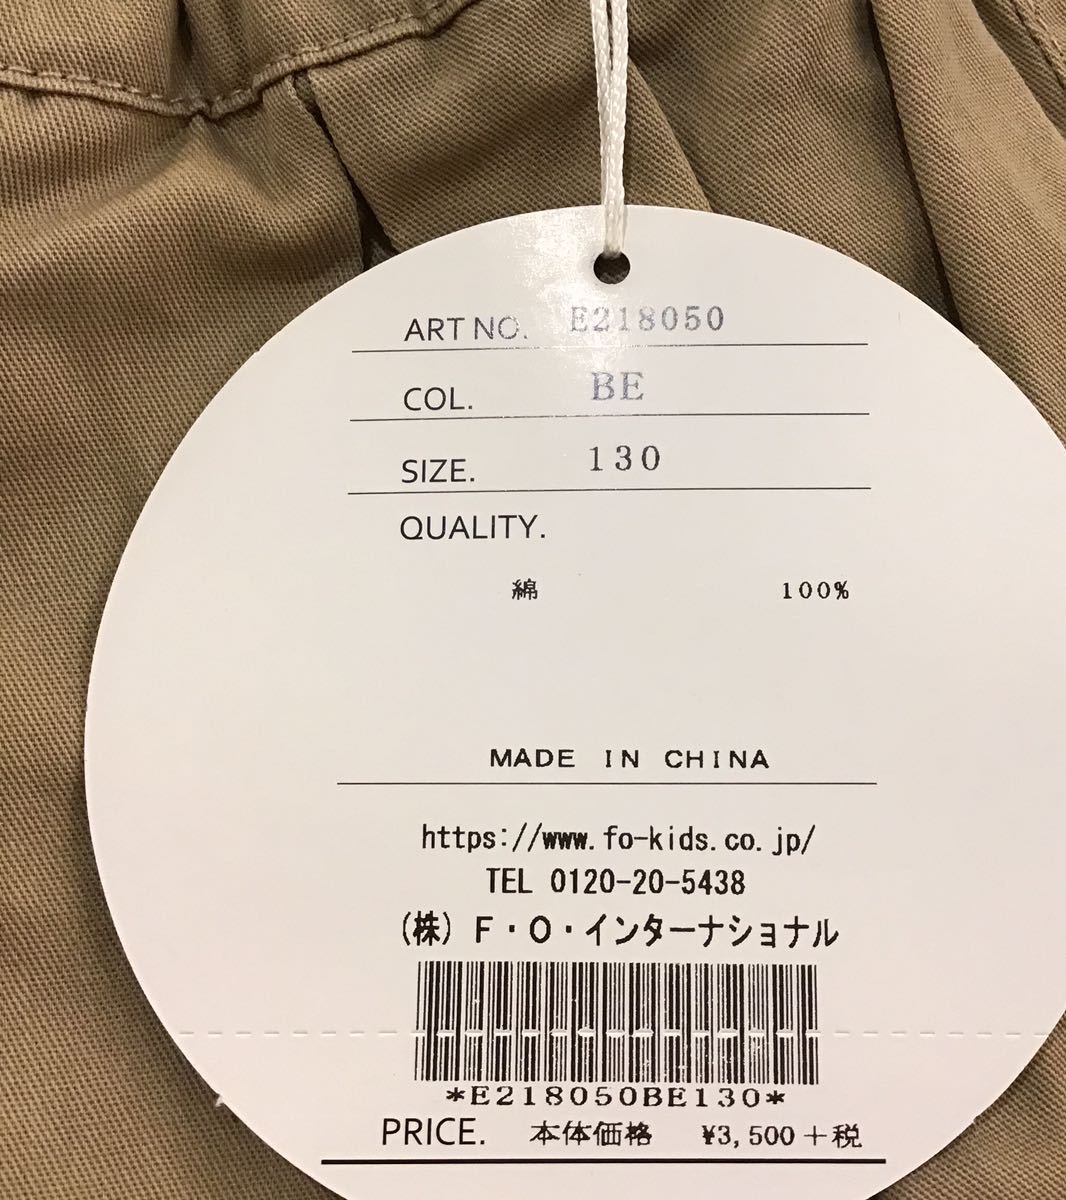 ART NO. E218050
COL. BE
SIZE. 130
QUALITY.
綿 100%
MADE IN CHINA
https://www.fo-kids.co.jp/
TEL 0120-20-5438
(株) F・O・インターナショナル
*E218050BE130*
PRICE. 本体価格 ¥3,500+税